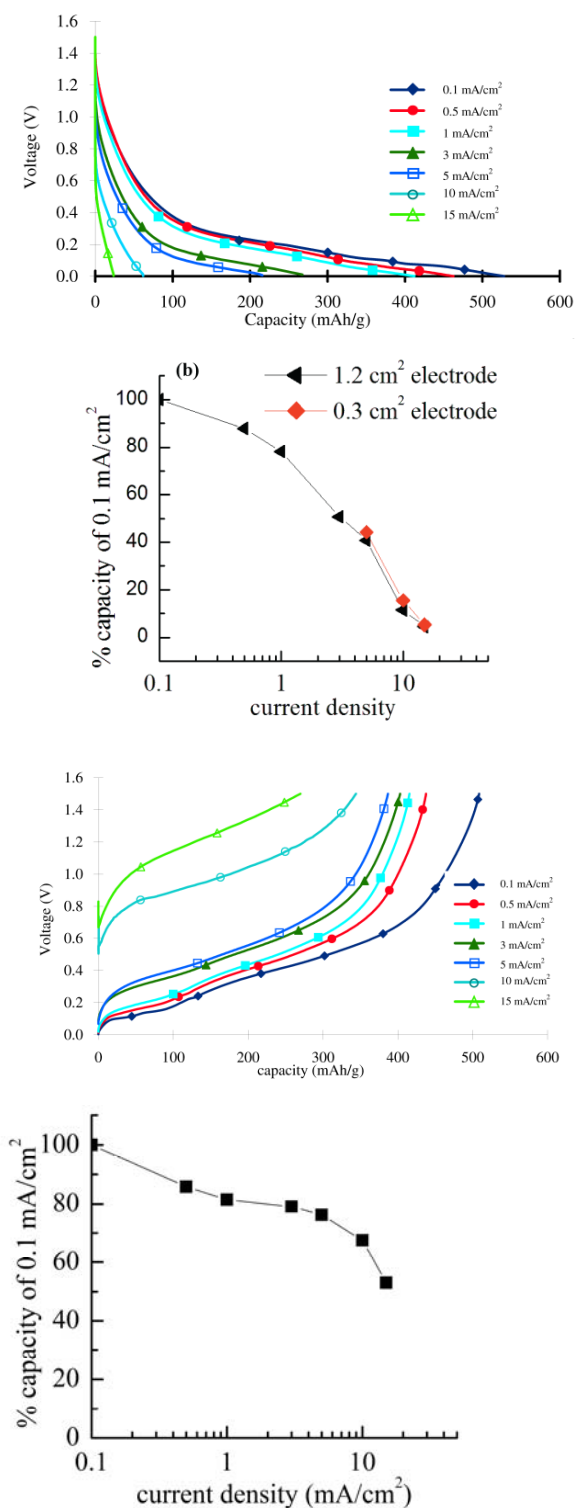 1.6
1.4
1.2
1.0
0.8
0.6
0.4
0.2
0.0
Voltage (V)
0 100 200 300 400 500 600
Capacity (mAh/g)
0.1 mA/cm²
0.5 mA/cm²
1 mA/cm²
3 mA/cm²
5 mA/cm²
10 mA/cm²
15 mA/cm²
(b)
1.2 cm² electrode
0.3 cm² electrode
% capacity of 0.1 mA/cm²
100
80
60
40
20
0
0.1 1 10
current density
1.6
1.4
1.2
1.0
0.8
0.6
0.4
0.2
0.0
Voltage (V)
0 100 200 300 400 500 600
capacity (mAh/g)
0.1 mA/cm²
0.5 mA/cm²
1 mA/cm²
3 mA/cm²
5 mA/cm²
10 mA/cm²
15 mA/cm²
% capacity of 0.1 mA/cm²
100
80
60
40
20
0
0.1 1 10
current density (mA/cm²)